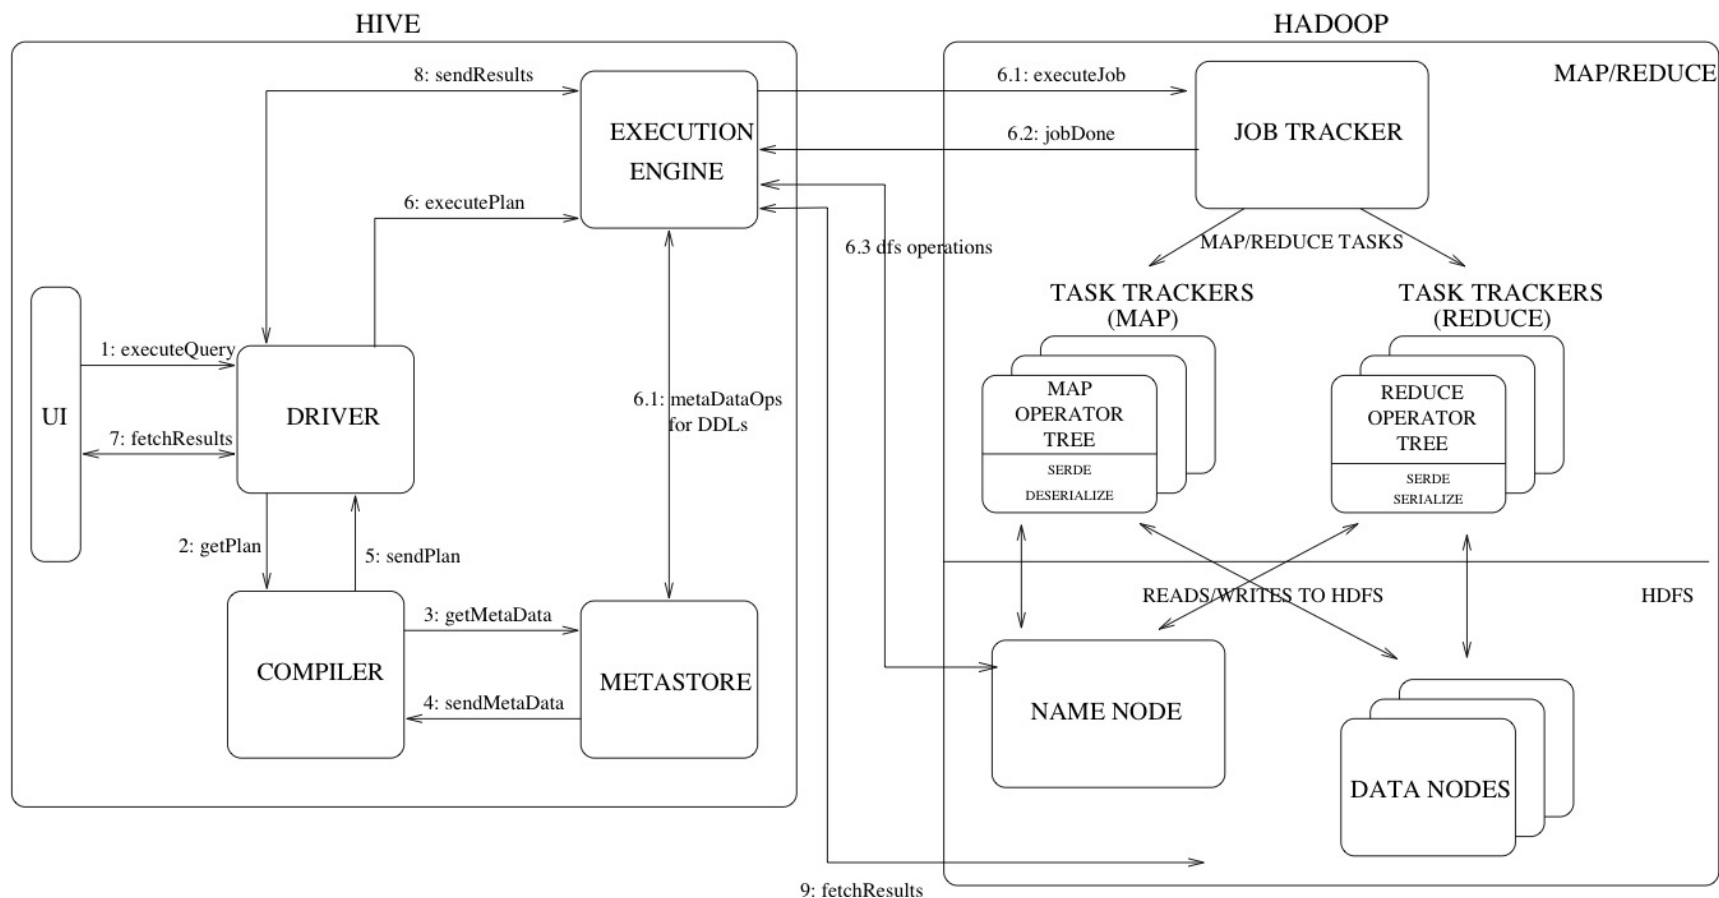 HIVE
HADOOP
8: sendResults
6.1: executeJob
MAP/REDUCE
EXECUTION
ENGINE
6.2: jobDone
JOB TRACKER
6: executePlan
6.3 dfs operations
MAP/REDUCE TASKS
TASK TRACKERS
(MAP)
TASK TRACKERS
(REDUCE)
1: executeQuery
UI
DRIVER
7: fetchResults
6.1: metaDataOps
for DDLs
MAP
OPERATOR
TREE
SERDE
DESERIALIZE
REDUCE
OPERATOR
TREE
SERDE
SERIALIZE
2: getPlan
5: sendPlan
READS/WRITES TO HDFS
HDFS
3: getMetaData
COMPILER
METASTORE
4: sendMetaData
NAME NODE
DATA NODES
9: fetchResults